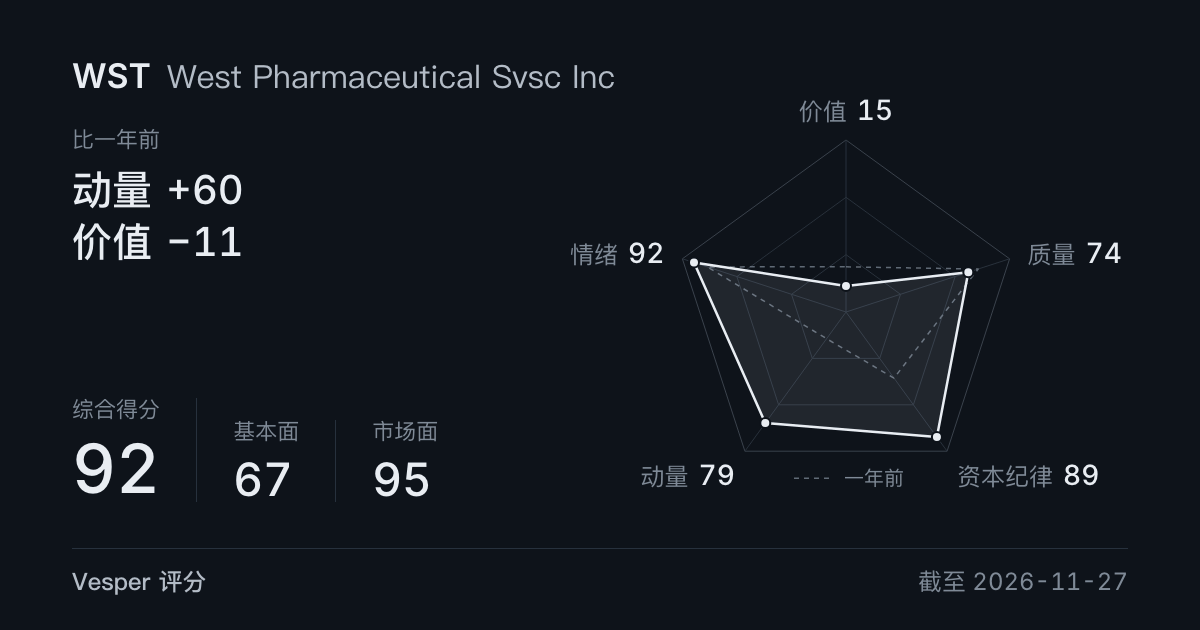 WST West Pharmaceutical Svsc Inc
比一年前
动量 +60
价值 −11
综合得分
92
基本面
67
市场面
95
价值 15
质量 74
情绪 92
动量 79
资本纪律 89
一年前
Vesper 评分
截至 2026-11-27